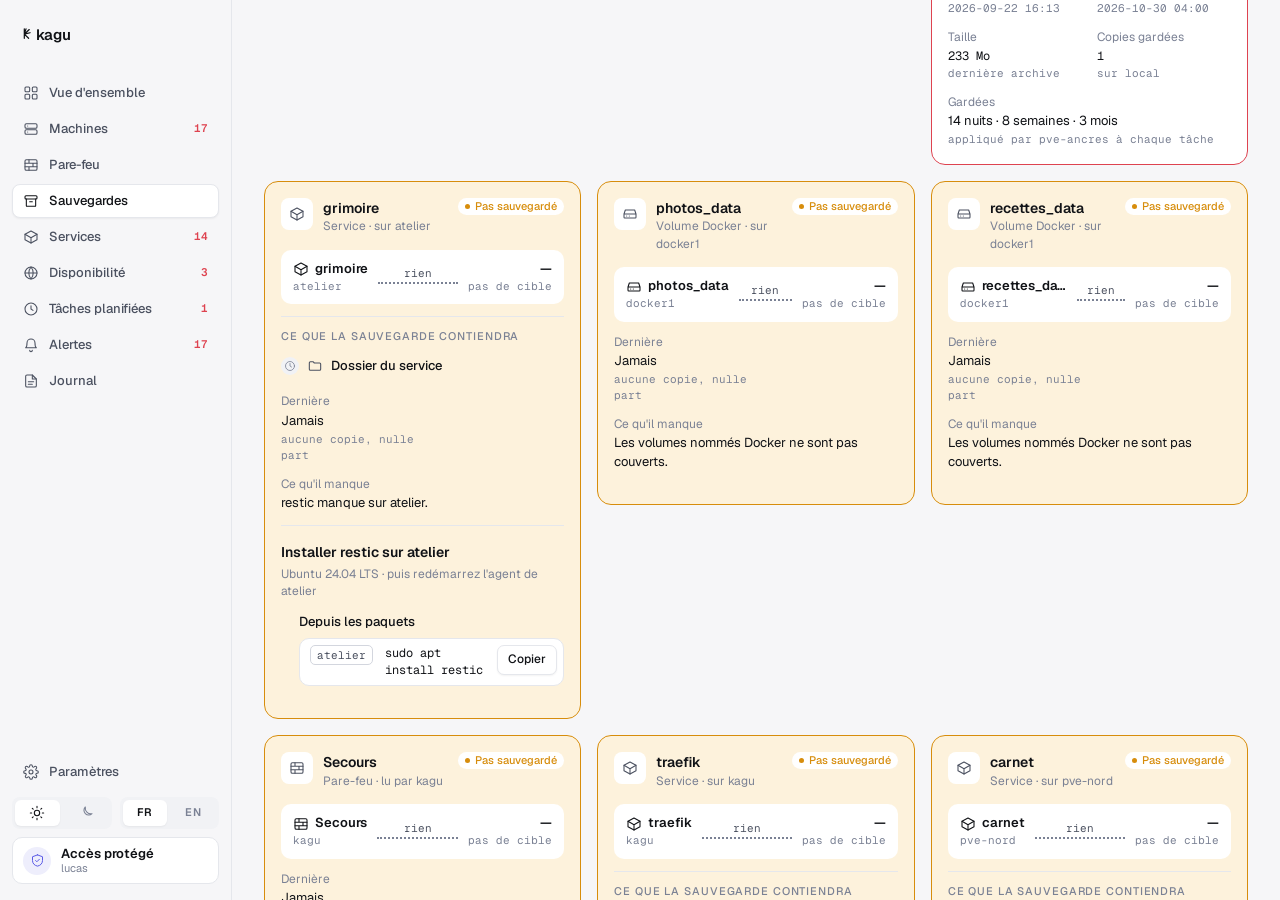 kagu
Vue d'ensemble
Machines 17
Pare-feu
Sauvegardes
Services 14
Disponibilité 3
Tâches planifiées 1
Alertes 17
Journal
Paramètres
FR EN
Accès protégé
lucas
2026-09-22 16:13 2026-10-30 04:00
Taille Copies gardées
233 Mo 1
dernière archive sur local
Gardées
14 nuits · 8 semaines · 3 mois
appliqué par pve-ancres à chaque tâche
grimoire Pas sauvegardé
Service · sur atelier
grimoire rien —
atelier pas de cible
CE QUE LA SAUVEGARDE CONTIENDRA
Dossier du service
Dernière
Jamais
aucune copie, nulle
part
Ce qu'il manque
restic manque sur atelier.
Installer restic sur atelier
Ubuntu 24.04 LTS · puis redémarrez l'agent de
atelier
Depuis les paquets
atelier sudo apt
install restic
Copier
photos_data Pas sauvegardé
Volume Docker · sur
docker1
photos_data rien —
docker1 pas de cible
Dernière
Jamais
aucune copie, nulle
part
Ce qu'il manque
Les volumes nommés Docker ne sont pas
couverts.
recettes_data Pas sauvegardé
Volume Docker · sur
docker1
recettes_da... rien —
docker1 pas de cible
Dernière
Jamais
aucune copie, nulle
part
Ce qu'il manque
Les volumes nommés Docker ne sont pas
couverts.
Secours Pas sauvegardé
Pare-feu · lu par kagu
Secours rien —
kagu pas de cible
Dernière
Jamais
traefik Pas sauvegardé
Service · sur kagu
traefik rien —
kagu pas de cible
CE QUE LA SAUVEGARDE CONTIENDRA
carnet Pas sauvegardé
Service · sur pve-nord
carnet rien —
pve-nord pas de cible
CE QUE LA SAUVEGARDE CONTIENDRA